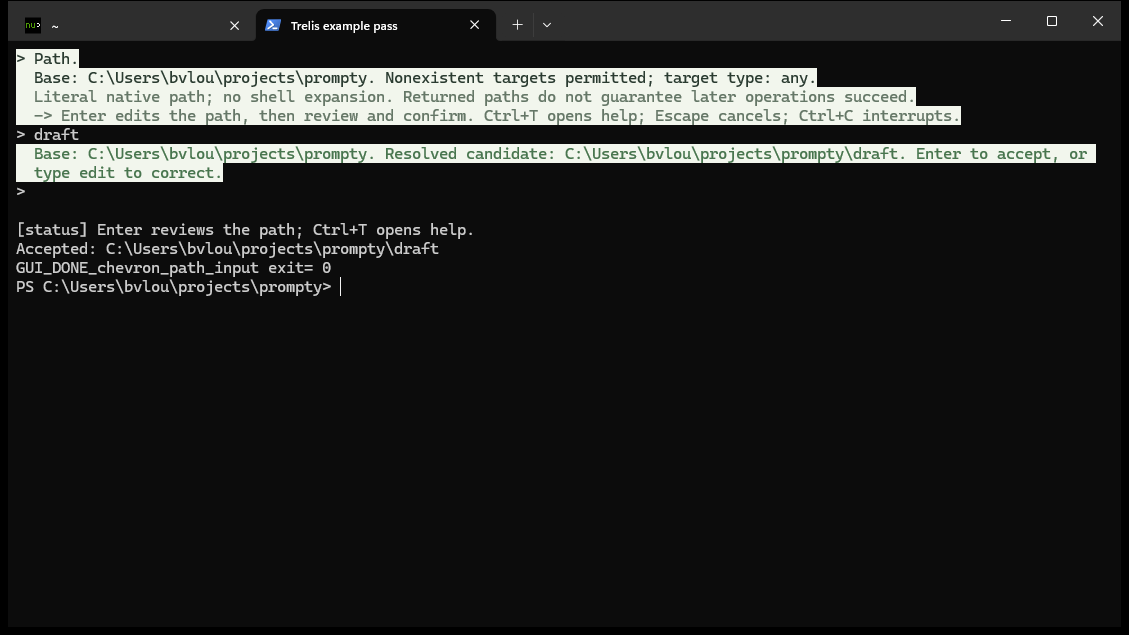 nu> ~
Trelis example pass
> Path.
Base: C:\Users\bvlou\projects\prompty. Nonexistent targets permitted; target type: any.
Literal native path; no shell expansion. Returned paths do not guarantee later operations succeed.
—> Enter edits the path, then review and confirm. Ctrl+T opens help; Escape cancels; Ctrl+C interrupts.
> draft
Base: C:\Users\bvlou\projects\prompty. Resolved candidate: C:\Users\bvlou\projects\prompty\draft. Enter to accept, or
type edit to correct.
>
[status] Enter reviews the path; Ctrl+T opens help.
Accepted: C:\Users\bvlou\projects\prompty\draft
GUI_DONE_chevron_path_input exit= 0
PS C:\Users\bvlou\projects\prompty>